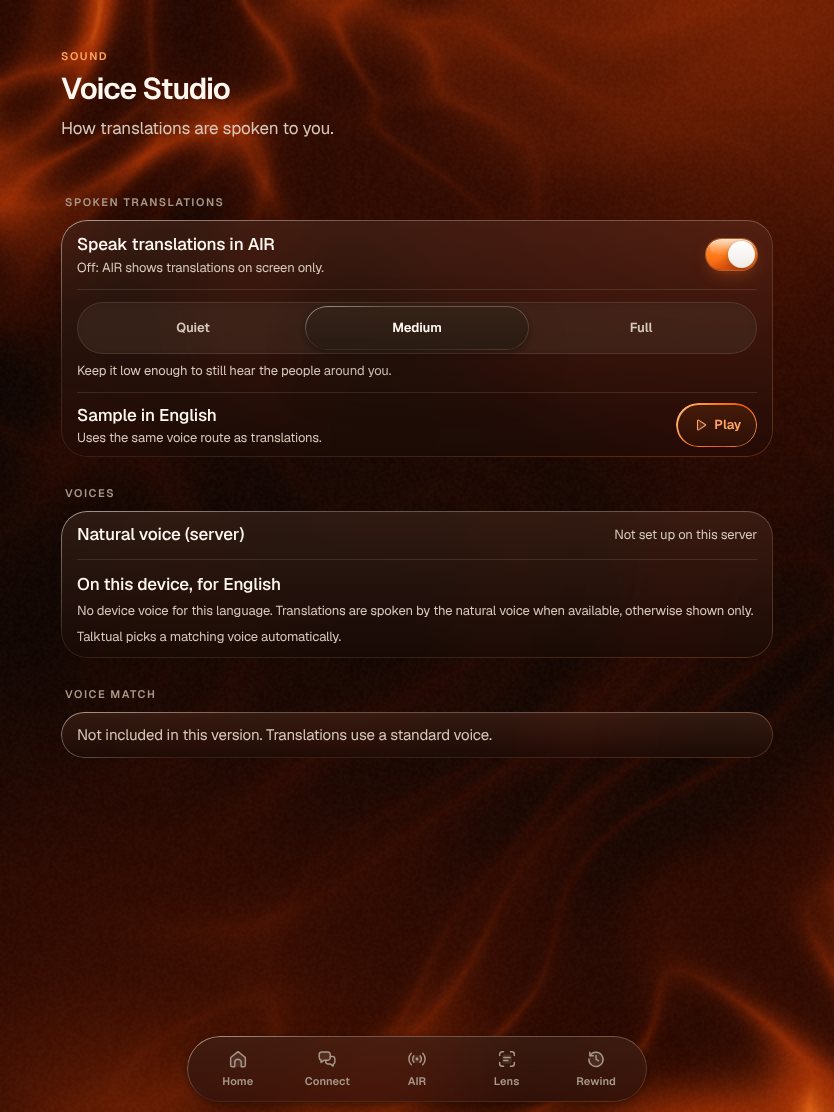 SOUND
Voice Studio
How translations are spoken to you.
SPOKEN TRANSLATIONS
Speak translations in AIR
Off: AIR shows translations on screen only.
Quiet Medium Full
Keep it low enough to still hear the people around you.
Sample in English
Uses the same voice route as translations.
Play
VOICES
Natural voice (server) Not set up on this server
On this device, for English
No device voice for this language. Translations are spoken by the natural voice when available, otherwise shown only.
Talktual picks a matching voice automatically.
VOICE MATCH
Not included in this version. Translations use a standard voice.
Home Connect AIR Lens Rewind